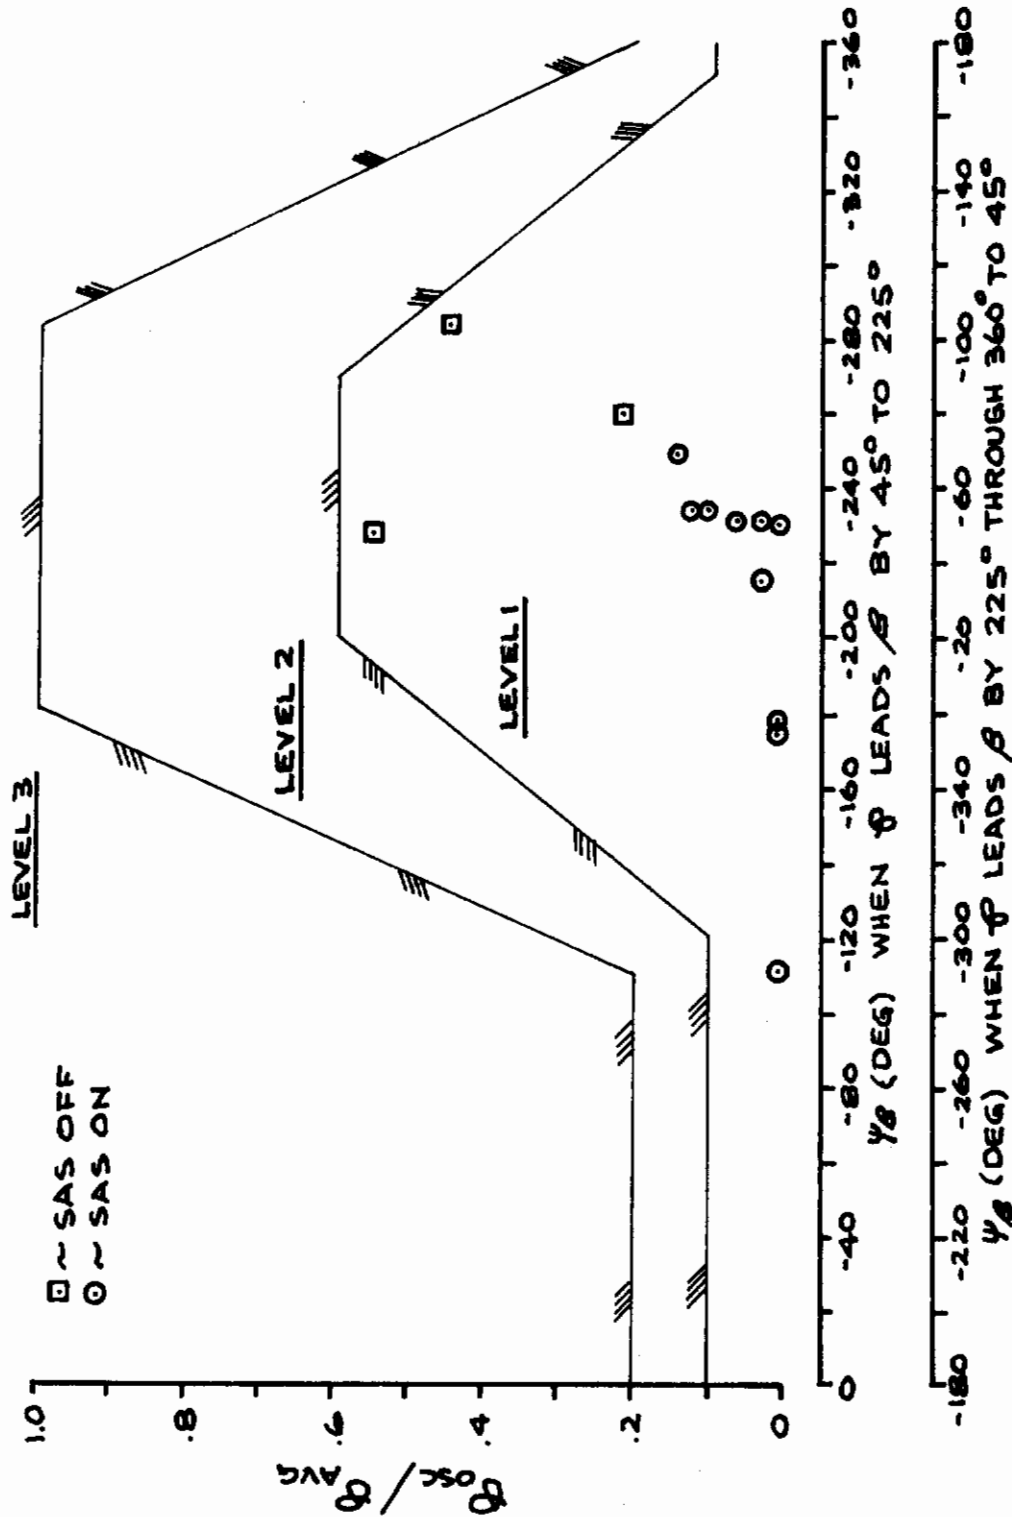 □ ~ SAS OFF
⊙ ~ SAS ON
LEVEL 3
LEVEL 2
LEVEL 1
1.0
.8
.6
.4
.2
0
p OSC / p AVG
0 -40 -80 -120 -160 -200 -240 -280 -320 -360
ψβ (DEG) WHEN p LEADS β BY 45° TO 225°
-180 -220 -260 -300 -340 -20 -60 -100 -140 -180
ψβ (DEG) WHEN p LEADS β BY 225° THROUGH 360° TO 45°